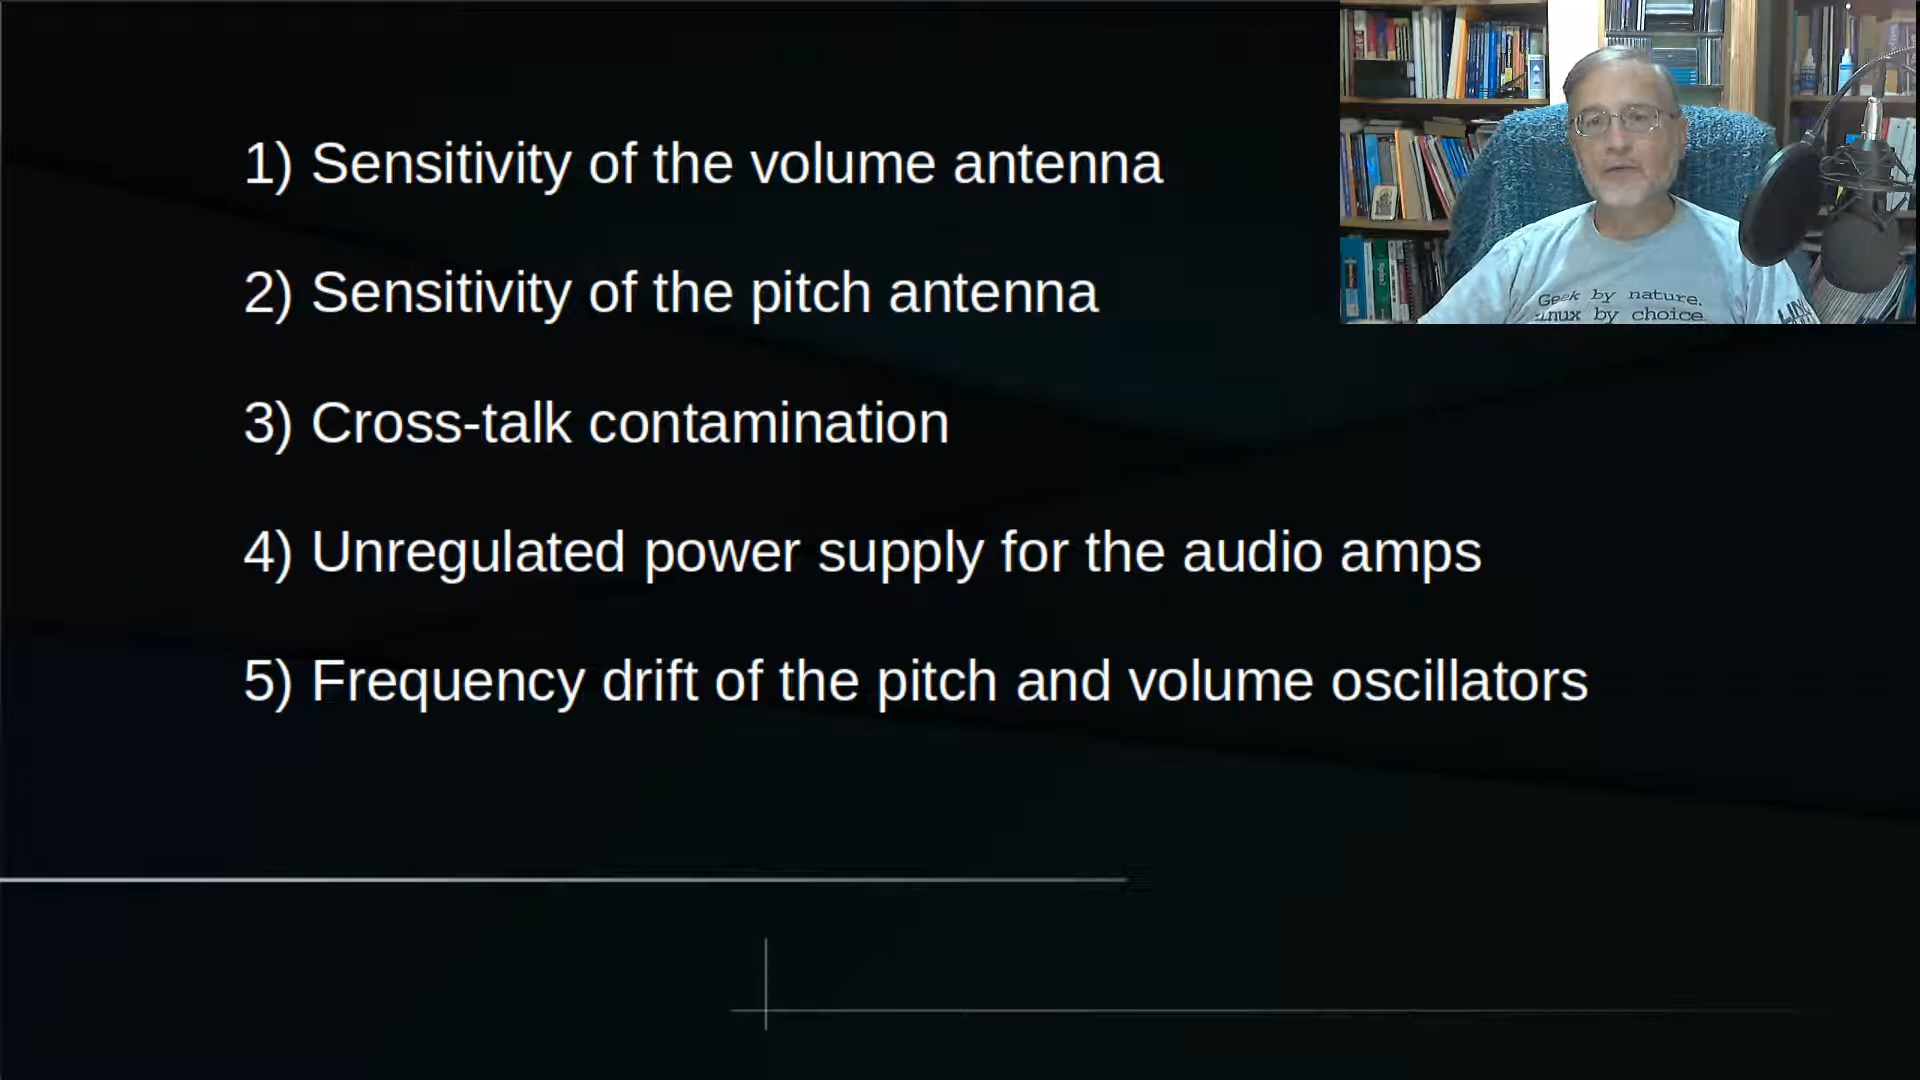 1) Sensitivity of the volume antenna
2) Sensitivity of the pitch antenna
3) Cross-talk contamination
4) Unregulated power supply for the audio amps
5) Frequency drift of the pitch and volume oscillators
Geek by nature.
Linux by choice